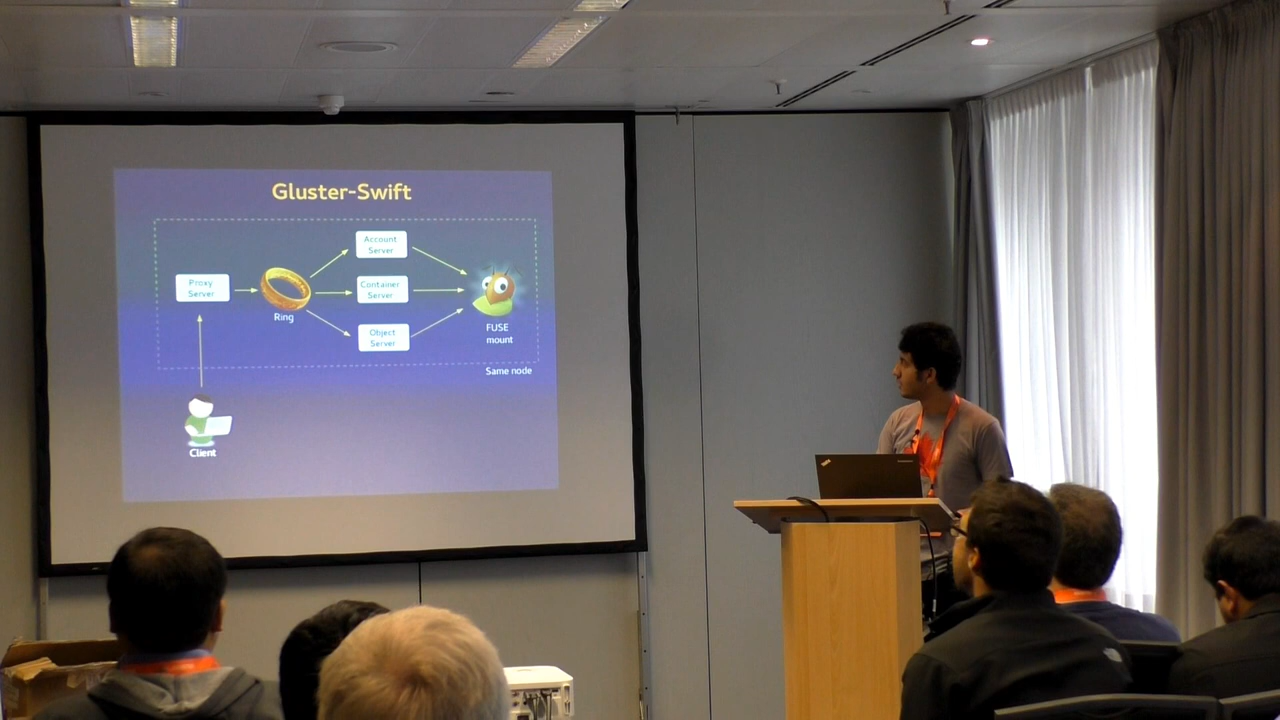 Gluster-Swift
Account
Server
Proxy
Server
Container
Server
Ring
Object
Server
FUSE
mount
Same node
Client